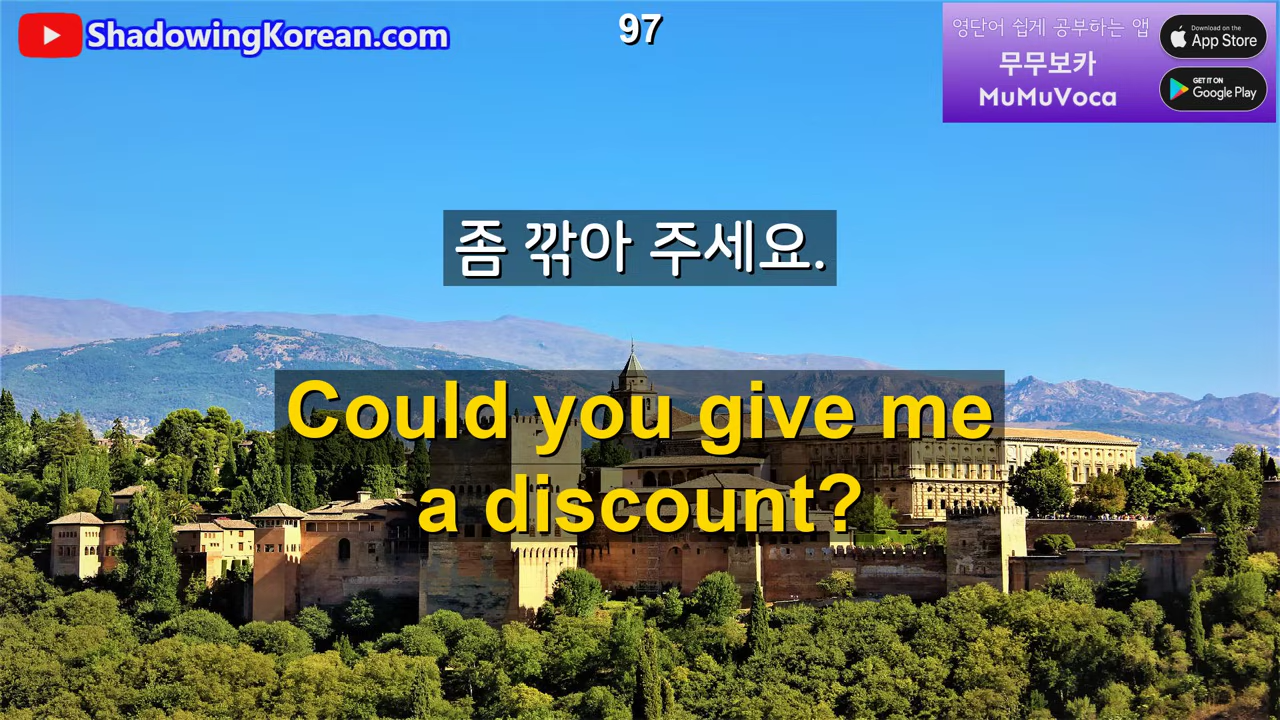 ShadowingKorean.com
97
영단어 쉽게 공부하는 앱
무무보카
MuMuVoca
Download on the
App Store
GET IT ON
Google Play
좀 깎아 주세요.
Could you give me
a discount?